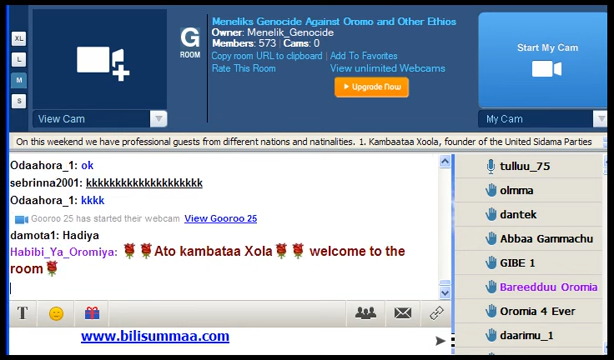 XL
L
M
S
View Cam
G
ROOM
Meneliks Genocide Against Oromo and Other Ethios
Owner: Menelik_Genocide
Members: 573 | Cams: 0
Copy room URL to clipboard | Add To Favorites
Rate This Room View unlimited Webcams
Upgrade Now
Start My Cam
My Cam
On this weekend we have professional guests from different nations and natinalities. 1. Kambaataa Xoola, founder of the United Sidama Parties
Odaahora_1: ok
sebrinna2001: kkkkkkkkkkkkkkkkkkkk
Odaahora_1: kkkk
Gooroo 25 has started their webcam View Gooroo 25
damota1: Hadiya
Habibi_Ya_Oromiya: Ato kambataa Xola welcome to the
room
T
www.bilisummaa.com
tulluu_75
olmma
dantek
Abbaa Gammachu
GIBE 1
Bareedduu Oromia
Oromia 4 Ever
daarimu_1